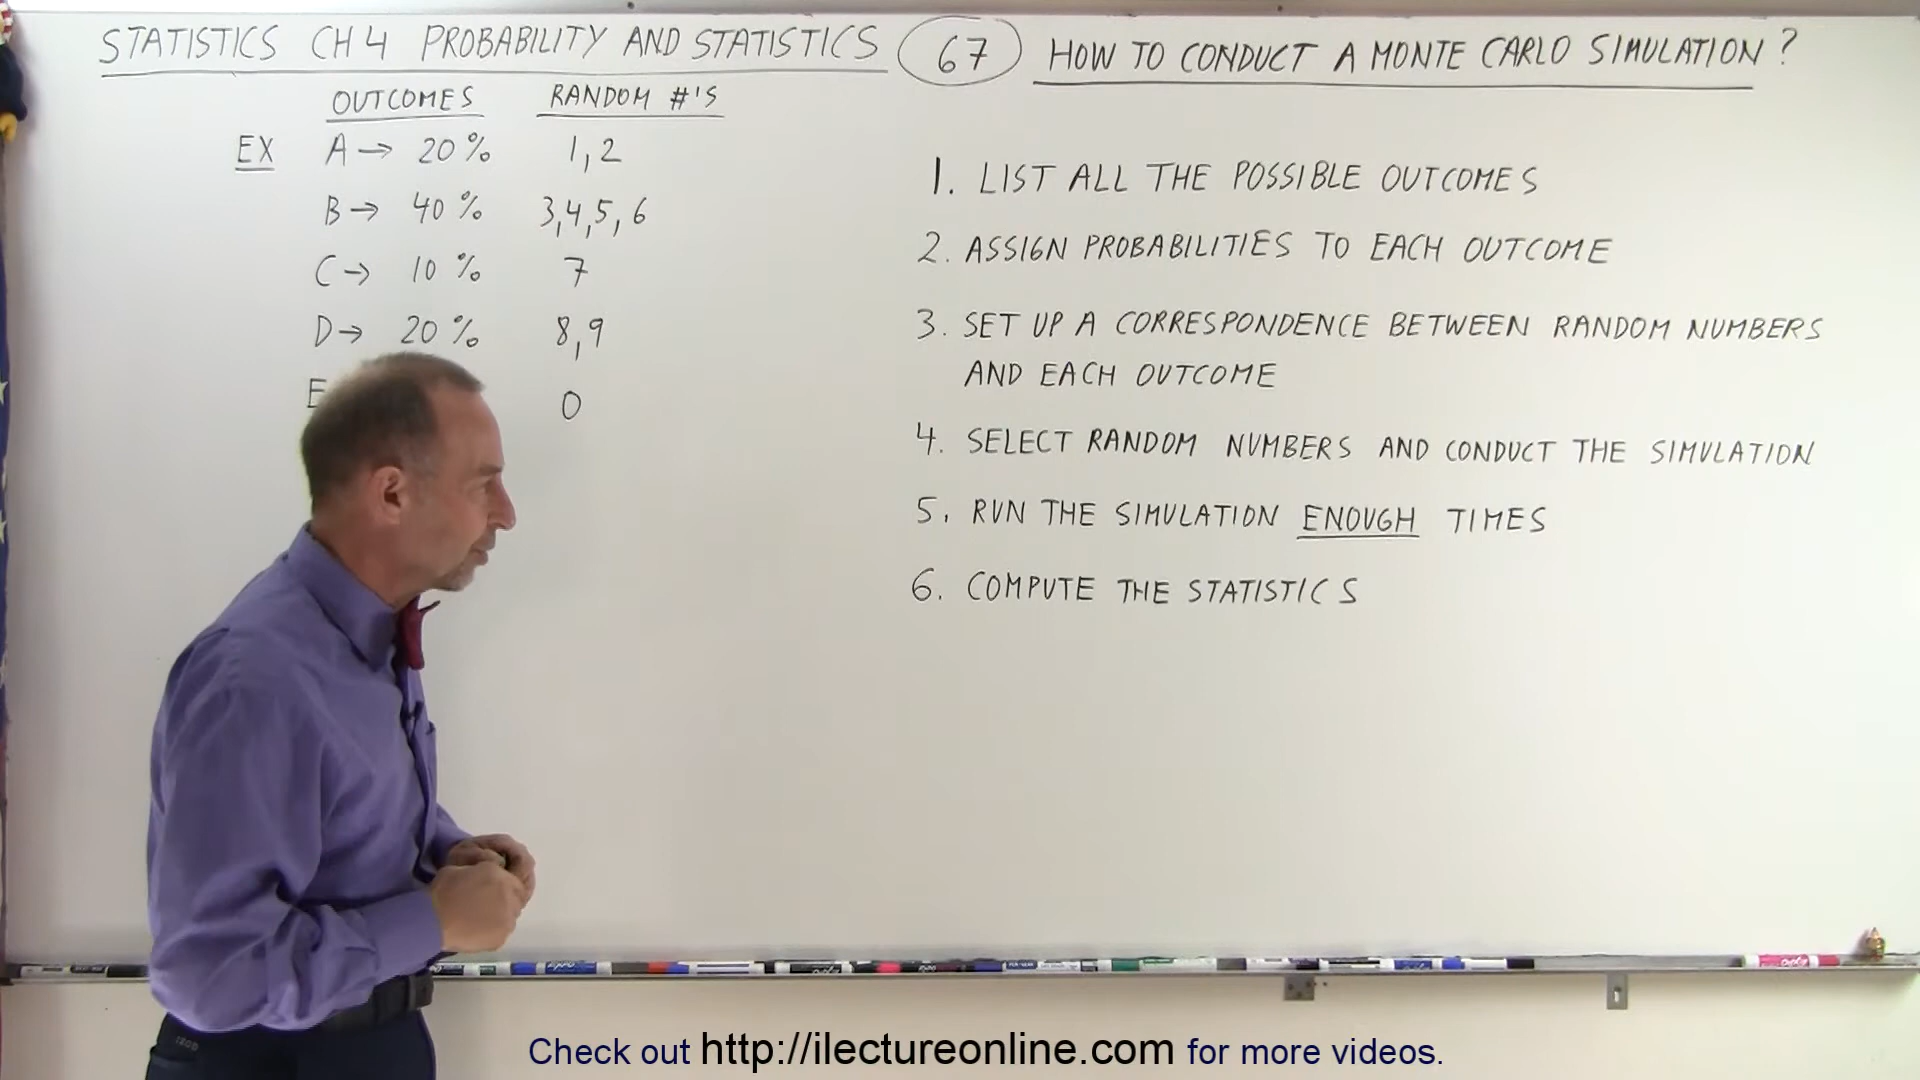 STATISTICS CH 4 PROBABILITY AND STATISTICS 67 HOW TO CONDUCT A MONTE CARLO SIMULATION?
OUTCOMES RANDOM #'S
EX A → 20% 1, 2
B → 40% 3, 4, 5, 6
C → 10% 7
D → 20% 8, 9
E 0
1. LIST ALL THE POSSIBLE OUTCOMES
2. ASSIGN PROBABILITIES TO EACH OUTCOME
3. SET UP A CORRESPONDENCE BETWEEN RANDOM NUMBERS
AND EACH OUTCOME
4. SELECT RANDOM NUMBERS AND CONDUCT THE SIMULATION
5. RUN THE SIMULATION ENOUGH TIMES
6. COMPUTE THE STATISTICS
Check out http://ilectureonline.com for more videos.